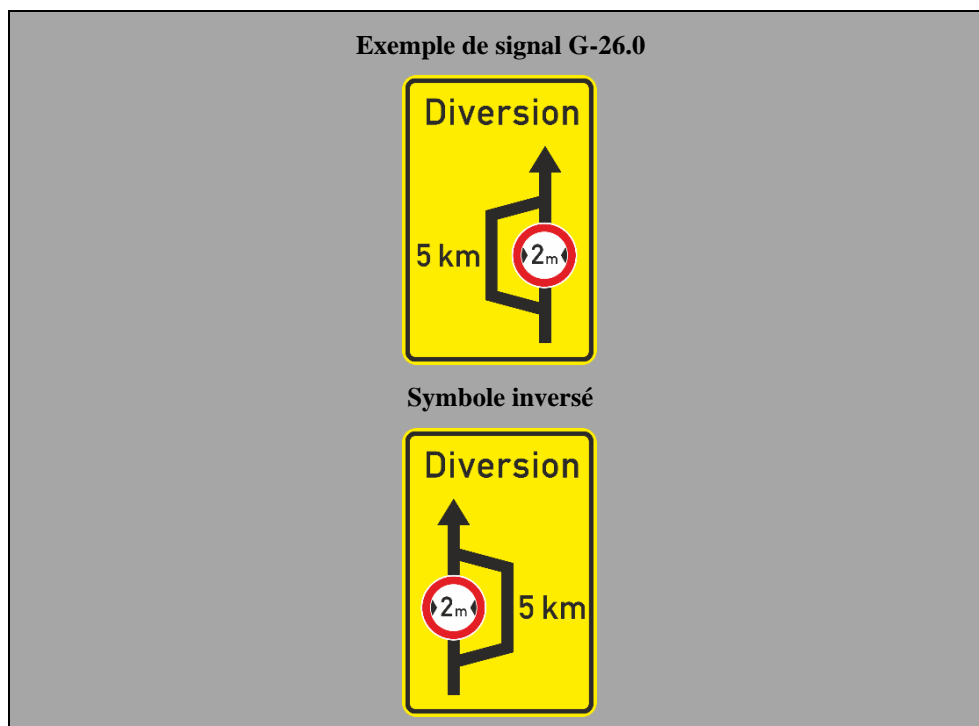 Exemple de signal G-26.0
Diversion
5 km
2m
Symbole inversé
Diversion
2m
5 km